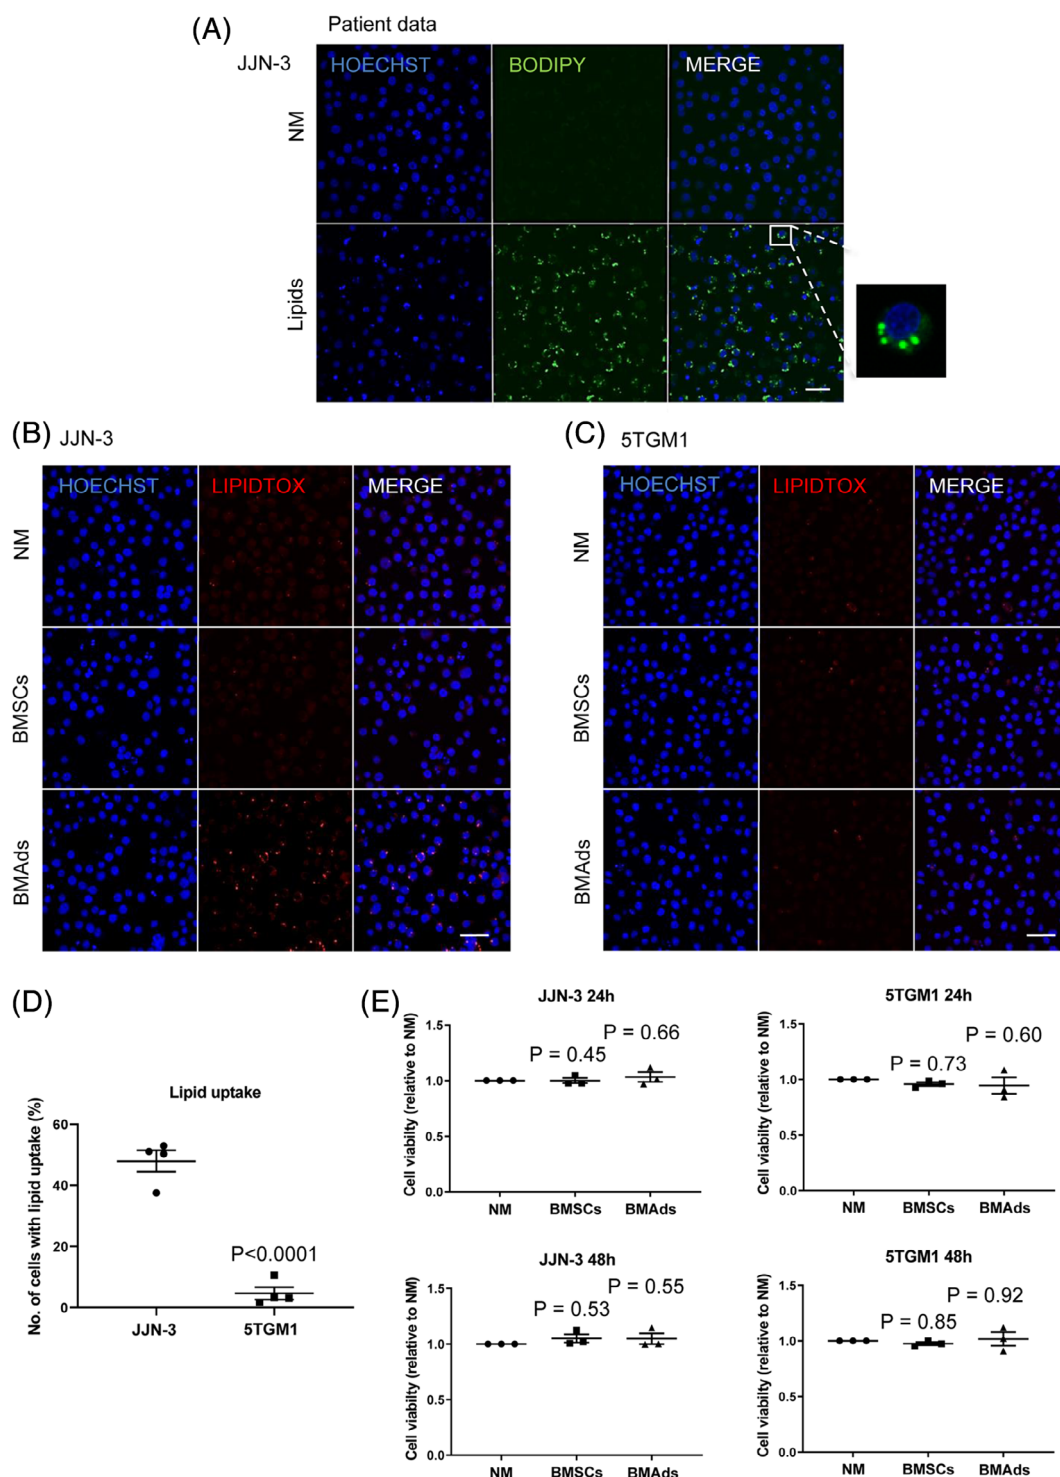 (A)
Patient data
JJN-3
HOECHST BODIPY MERGE
NM
Lipids
(B) JJN-3
HOECHST LIPIDTOX MERGE
NM
BMSCs
BMAds
(C) 5TGM1
HOECHST LIPIDTOX MERGE
NM
BMSCs
BMAds
(D)
Lipid uptake
No. of cells with lipid uptake (%)
60
40
20
0
P<0.0001
JJN-3 5TGM1
(E)
JJN-3 24h
Cell viabilty (relative to NM)
1.5
1.0
0.5
0.0
P = 0.45
P = 0.66
NM BMSCs BMAds
5TGM1 24h
Cell viabilty (relative to NM)
1.5
1.0
0.5
0.0
P = 0.73
P = 0.60
NM BMSCs BMAds
JJN-3 48h
Cell viabilty (relative to NM)
1.5
1.0
0.5
0.0
P = 0.53
P = 0.55
NM BMSCs BMAds
5TGM1 48h
Cell viabilty (relative to NM)
1.5
1.0
0.5
0.0
P = 0.85
P = 0.92
NM BMSCs BMAds